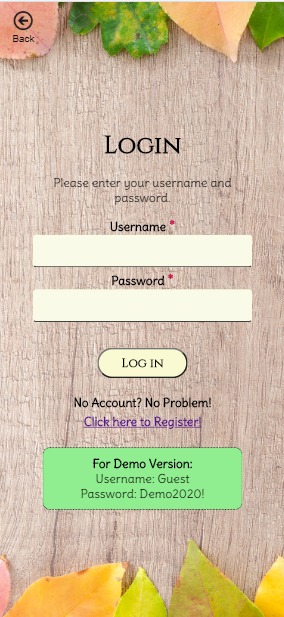 Back
Login
Please enter your username and
password.
Username *
Password *
Log in
No Account? No Problem!
Click here to Register!
For Demo Version:
Username: Guest
Password: Demo2020!